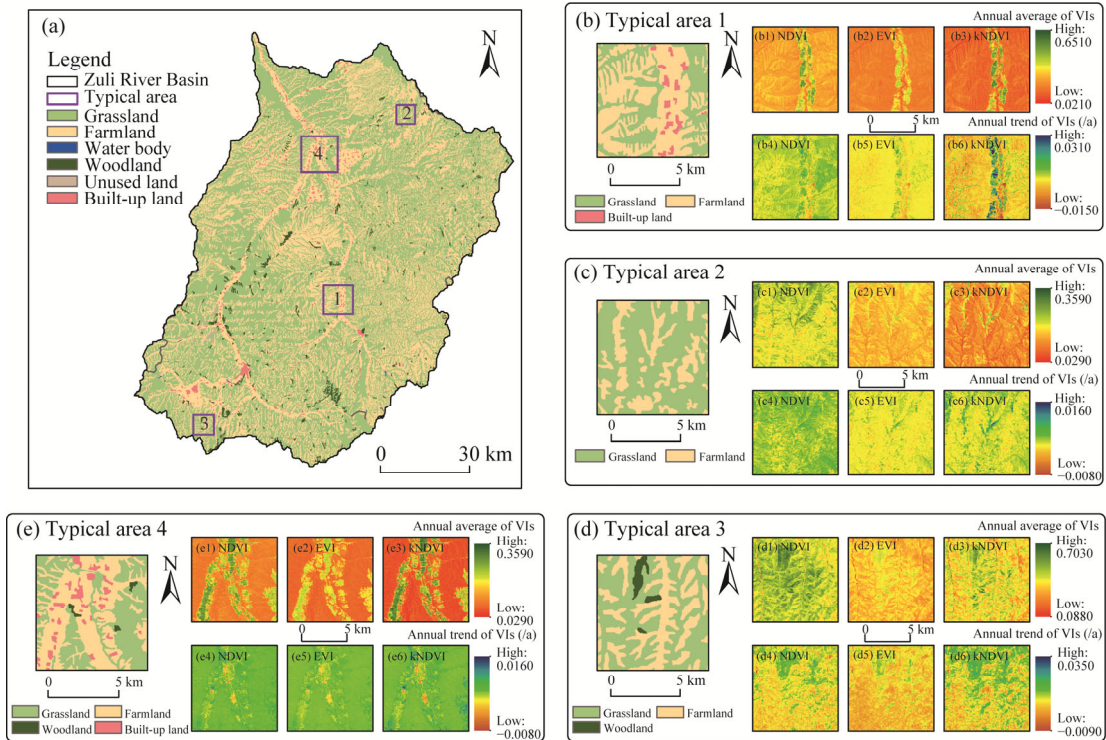 (a)
N
Legend
Zuli River Basin
Typical area
Grassland
Farmland
Water body
Woodland
Unused land
Built-up land
1
2
3
4
0 30 km
(b) Typical area 1
N
0 5 km
Grassland Farmland
Built-up land
Annual average of VIs
(b1) NDVI (b2) EVI (b3) kNDVI
High:
0.6510
Low:
0.0210
0 5 km
Annual trend of VIs (/a)
(b4) NDVI (b5) EVI (b6) kNDVI
High:
0.0310
Low:
−0.0150
(c) Typical area 2
N
0 5 km
Grassland Farmland
Annual average of VIs
(c1) NDVI (c2) EVI (c3) kNDVI
High:
0.3590
Low:
0.0290
0 5 km
Annual trend of VIs (/a)
(c4) NDVI (c5) EVI (c6) kNDVI
High:
0.0160
Low:
−0.0080
(e) Typical area 4
N
0 5 km
Grassland Farmland
Woodland Built-up land
Annual average of VIs
(e1) NDVI (e2) EVI (e3) kNDVI
High:
0.3590
Low:
0.0290
0 5 km
Annual trend of VIs (/a)
(e4) NDVI (e5) EVI (e6) kNDVI
High:
0.0160
Low:
−0.0080
(d) Typical area 3
N
0 5 km
Grassland Farmland
Woodland
Annual average of VIs
(d1) NDVI (d2) EVI (d3) kNDVI
High:
0.7030
Low:
0.0880
0 5 km
Annual trend of VIs (/a)
(d4) NDVI (d5) EVI (d6) kNDVI
High:
0.0350
Low:
−0.0090